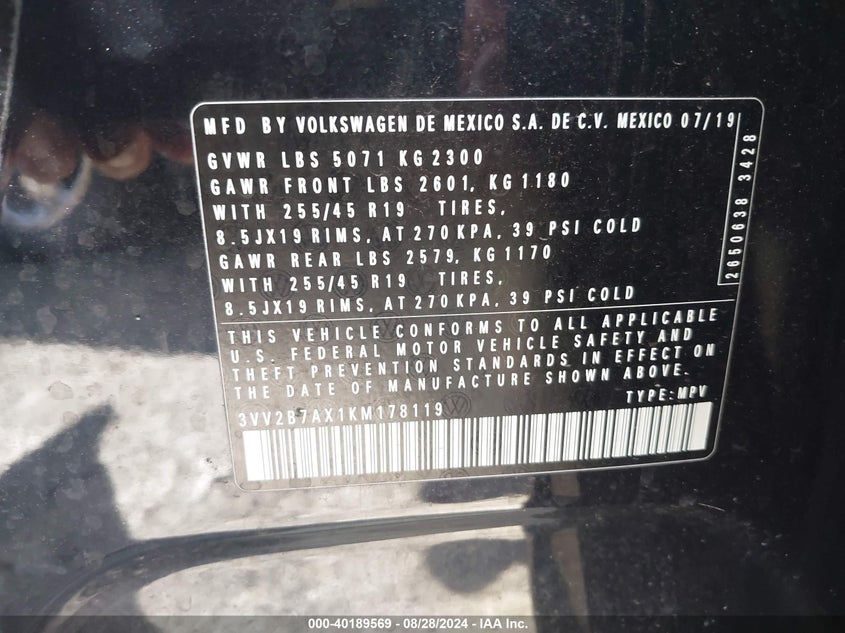 MFD BY VOLKSWAGEN DE MEXICO S.A. DE C.V. MEXICO 07/19
GVWR LBS 5071 KG 2300
GAWR FRONT LBS 2601, KG 1180
WITH 255/45 R19 TIRES,
8.5JX19 RIMS, AT 270 KPA, 39 PSI COLD
GAWR REAR LBS 2579, KG 1170
WITH 255/45 R19 TIRES,
8.5JX19 RIMS, AT 270 KPA, 39 PSI COLD
2650638 3428
THIS VEHICLE CONFORMS TO ALL APPLICABLE
U.S. FEDERAL MOTOR VEHICLE SAFETY AND
THEFT PREVENTION STANDARDS IN EFFECT ON
THE DATE OF MANUFACTURE SHOWN ABOVE.
TYPE: MPV
3VV2B7AX1KM178119
000-40189569 | 08/28/2024 - IAA Inc.